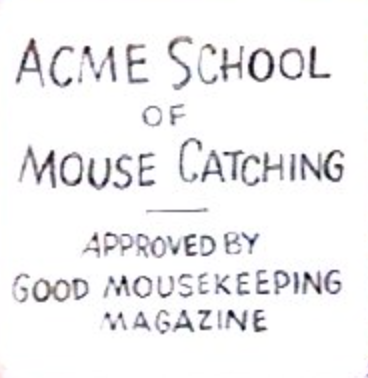 ACME SCHOOL
OF
MOUSE CATCHING
APPROVED BY
GOOD MOUSEKEEPING
MAGAZINE